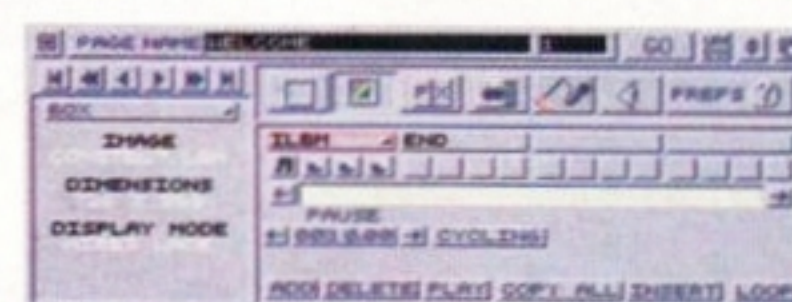 PAGE NAME WELCOME 1 GO
BOX
IMAGE
DIMENSIONS
DISPLAY MODE
PREFS
ILBM END
PAUSE
CYCLING
ADD DELETE PLAY COPY ALL INSERT LOOP